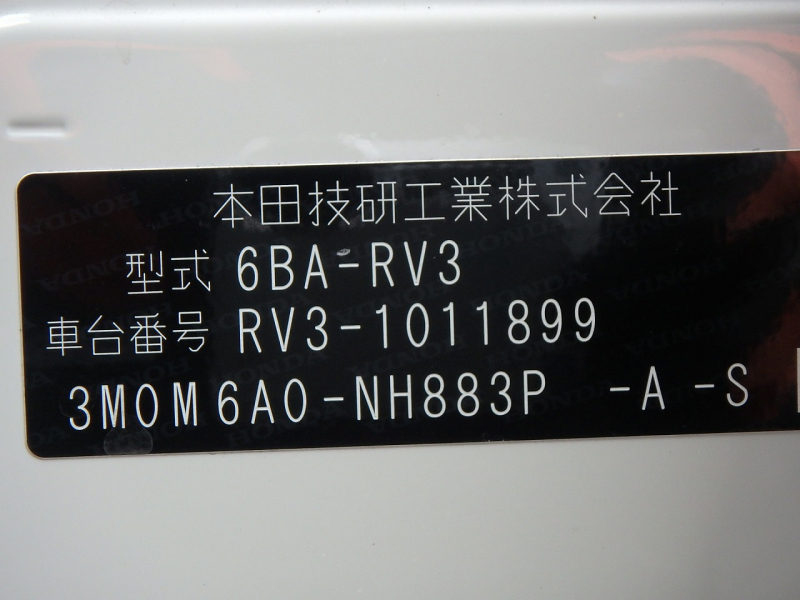 本田技研工業株式会社
型式 6BA-RV3
車台番号 RV3-1011899
3M0M6A0-NH883P -A -S